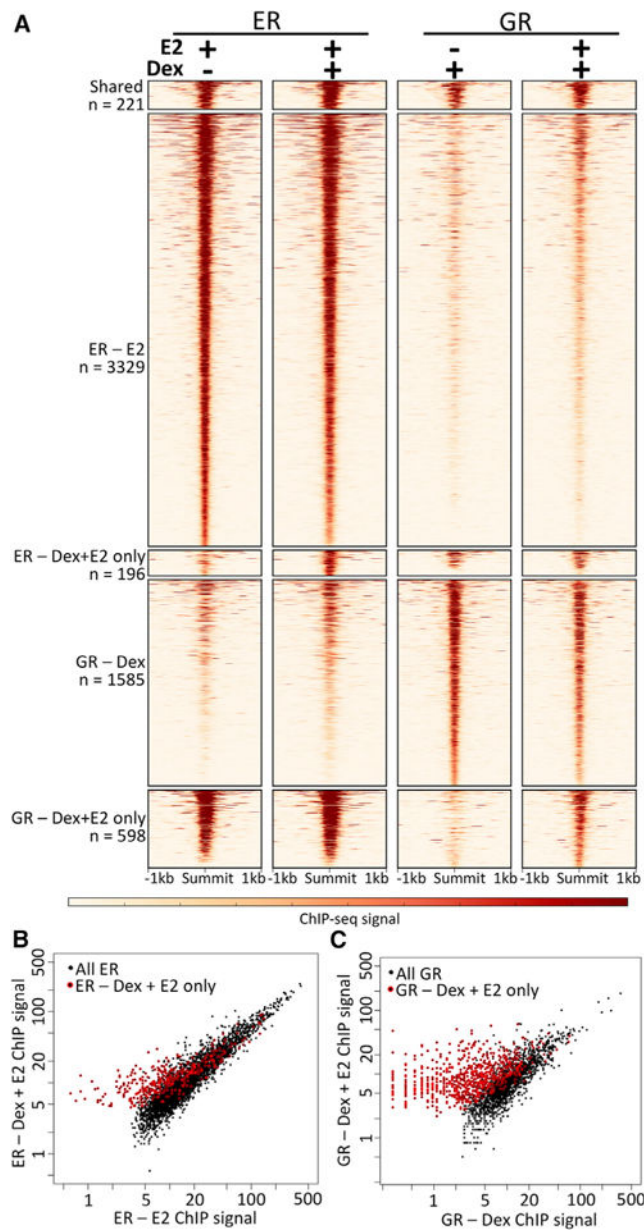 A
ER GR
E2 + + - +
Dex - + + +
Shared
n = 221
ER – E2
n = 3329
ER – Dex+E2 only
n = 196
GR – Dex
n = 1585
GR – Dex+E2 only
n = 598
-1kb Summit 1kb -1kb Summit 1kb -1kb Summit 1kb -1kb Summit 1kb
ChIP-seq signal
B
All ER
ER – Dex + E2 only
ER – Dex + E2 ChIP signal
500
100
20
5
1
1 5 20 100 500
ER – E2 ChIP signal
C
All GR
GR – Dex + E2 only
GR – Dex + E2 ChIP signal
500
100
20
5
1
1 5 20 100 500
GR – Dex ChIP signal